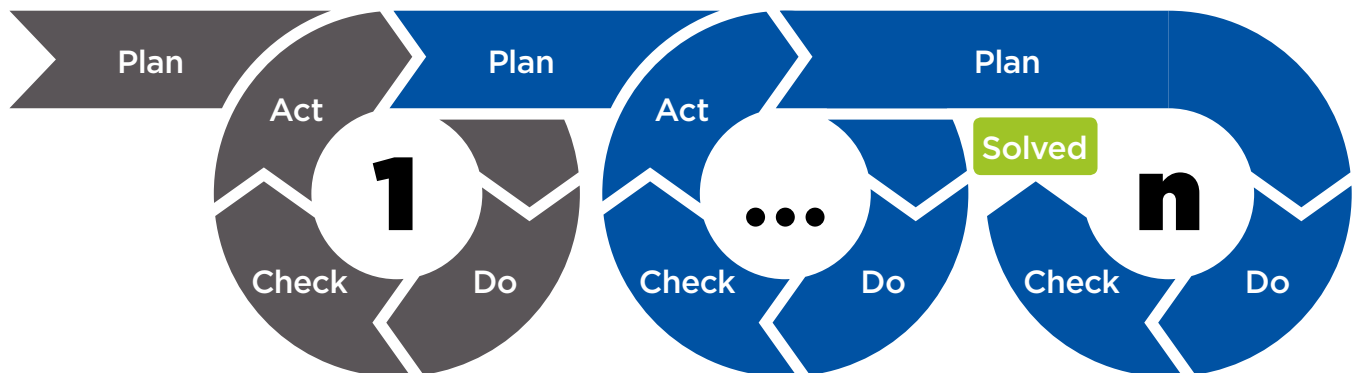 Plan
Plan
Plan
Act
Act
Solved
1
...
n
Check
Do
Check
Do
Check
Do